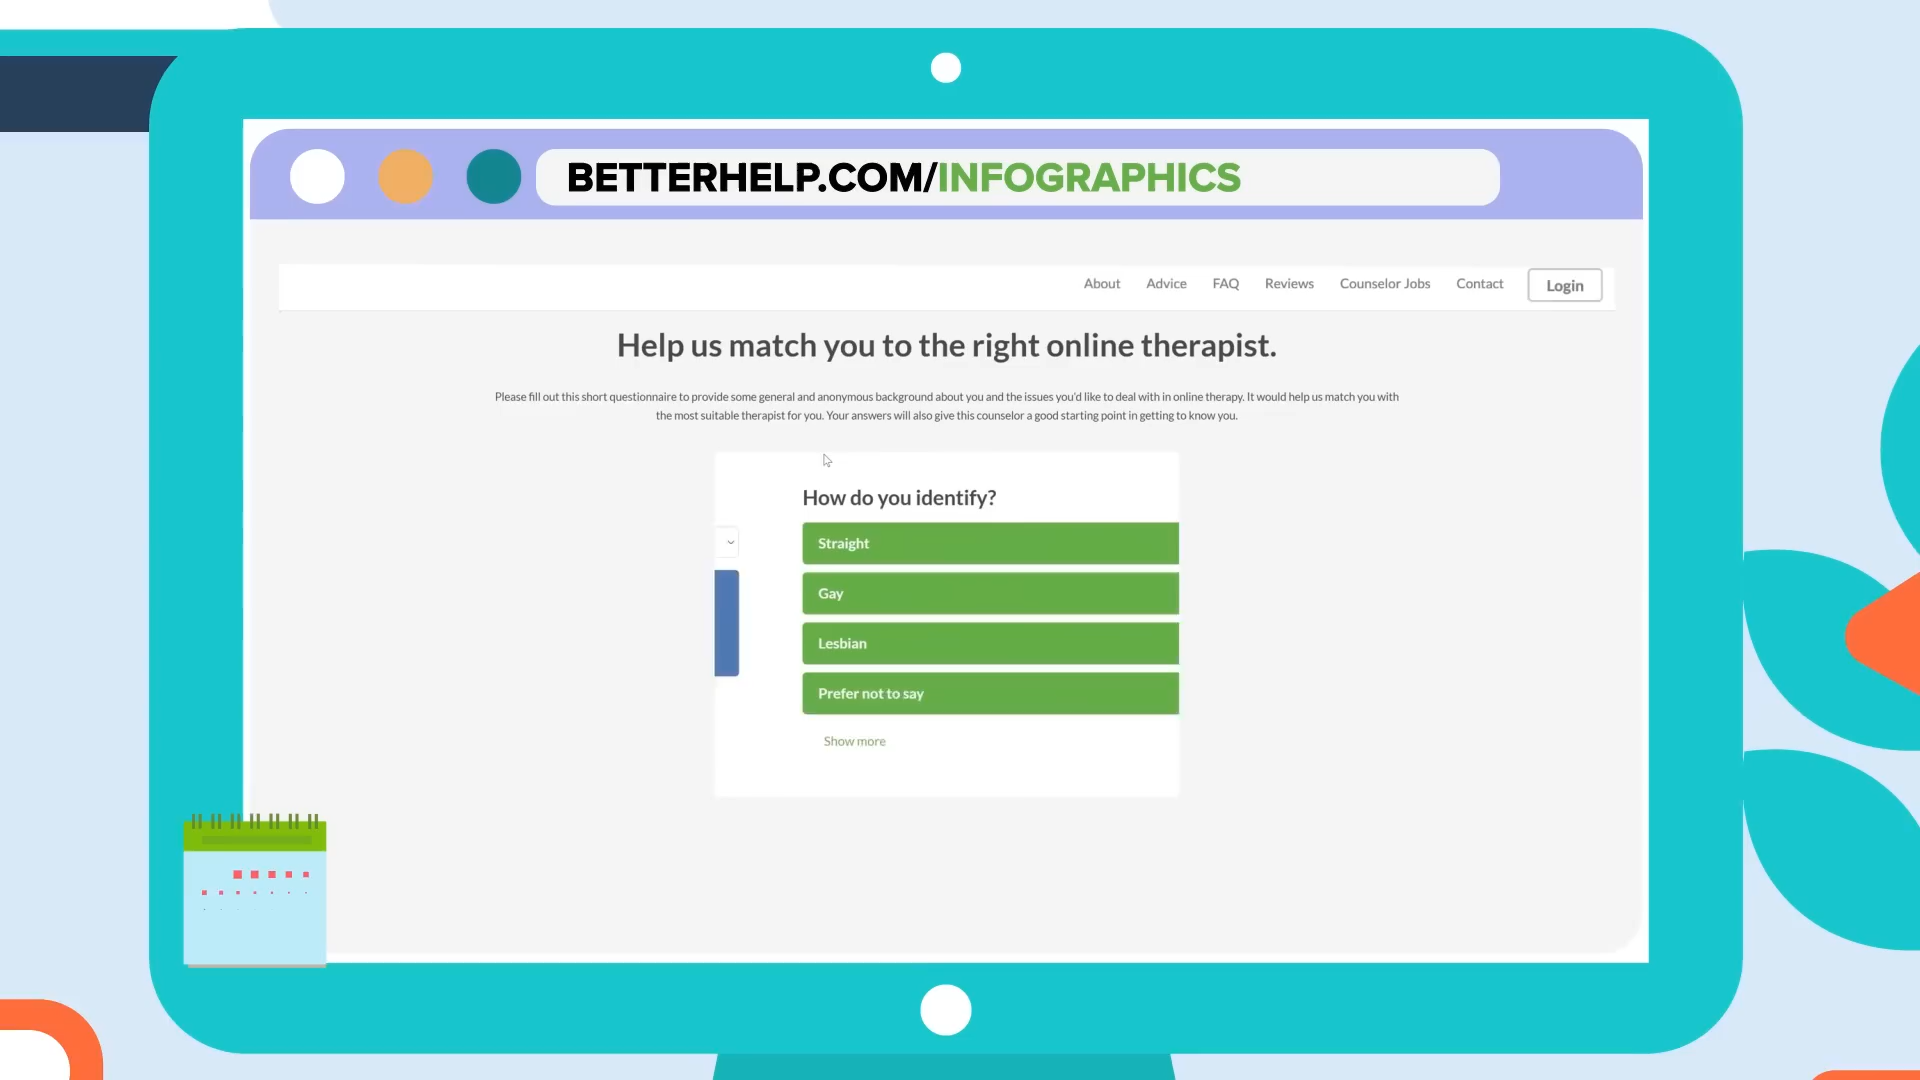 BETTERHELP.COM/INFOGRAPHICS
About Advice FAQ Reviews Counselor Jobs Contact Login
Help us match you to the right online therapist.
Please fill out this short questionnaire to provide some general and anonymous background about you and the issues you'd like to deal with in online therapy. It would help us match you with
the most suitable therapist for you. Your answers will also give this counselor a good starting point in getting to know you.
How do you identify?
Straight
Gay
Lesbian
Prefer not to say
Show more